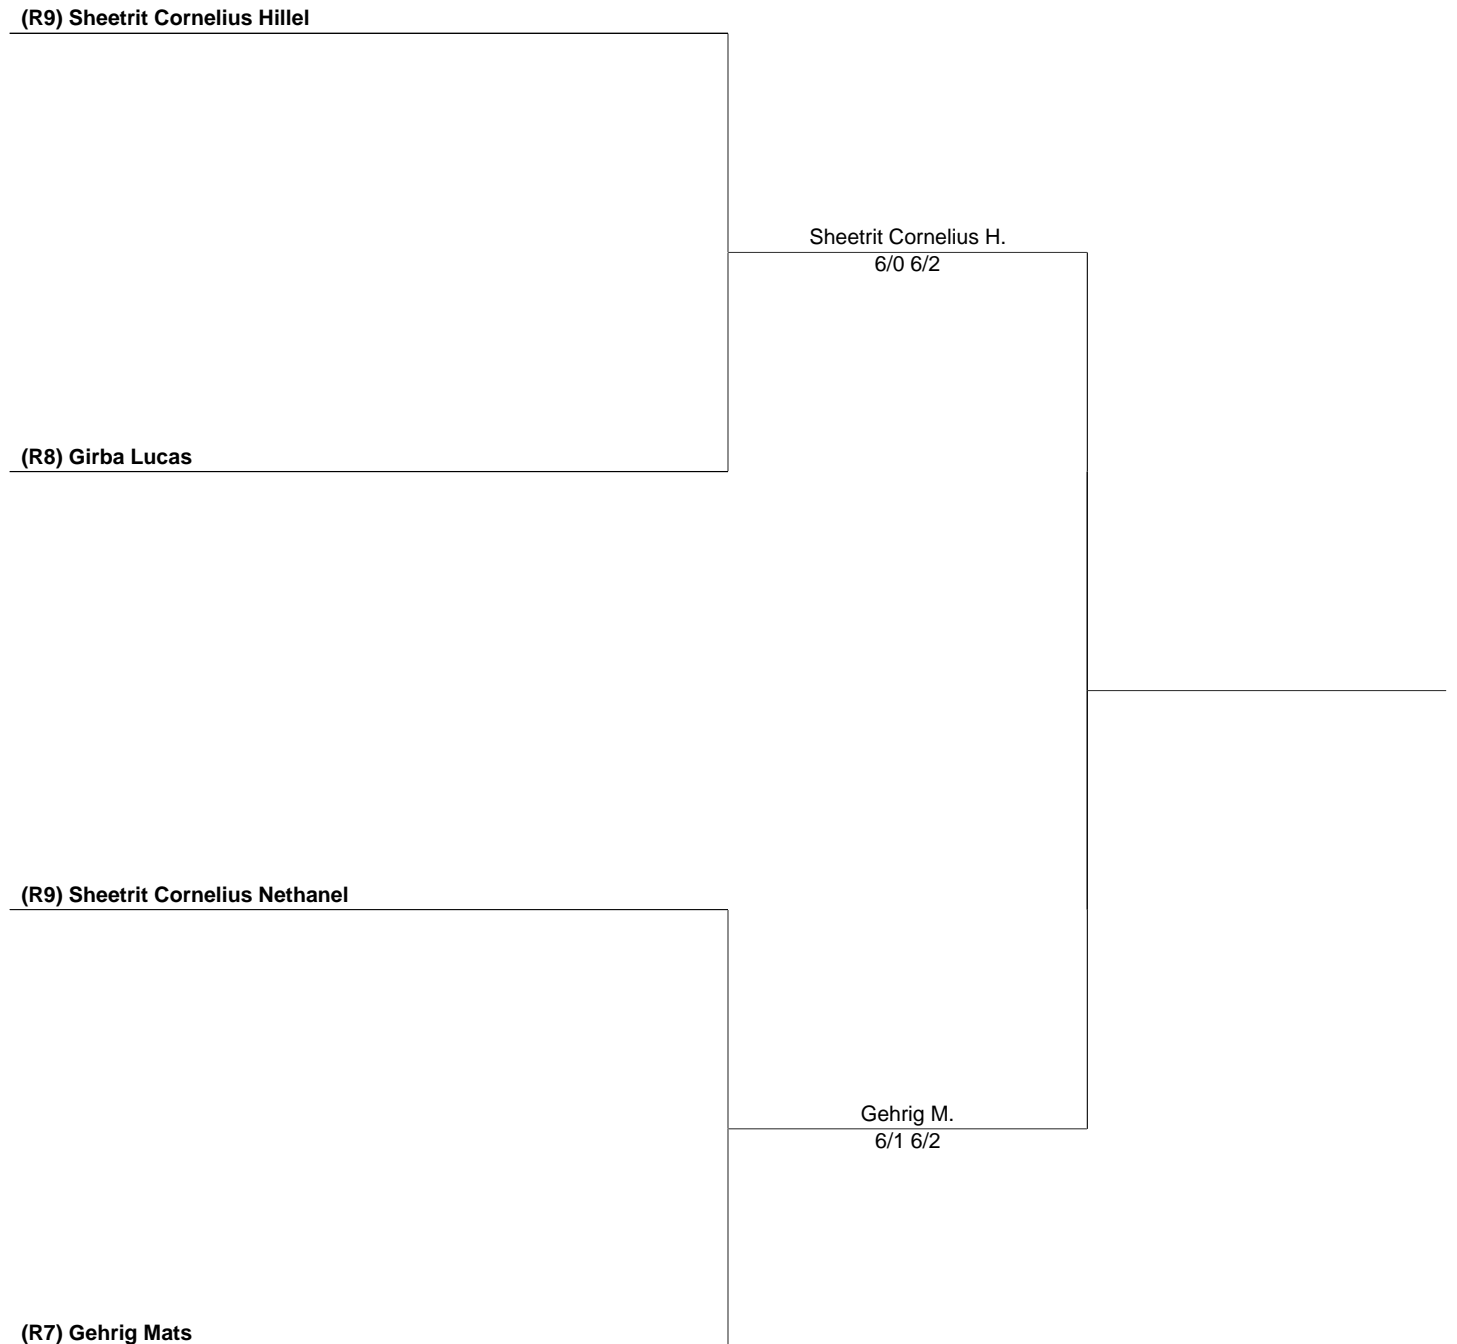 (R9) Sheetrit Cornelius Hillel
Sheetrit Cornelius H.
6/0 6/2
(R8) Girba Lucas
(R9) Sheetrit Cornelius Nethanel
Gehrig M.
6/1 6/2
(R7) Gehrig Mats